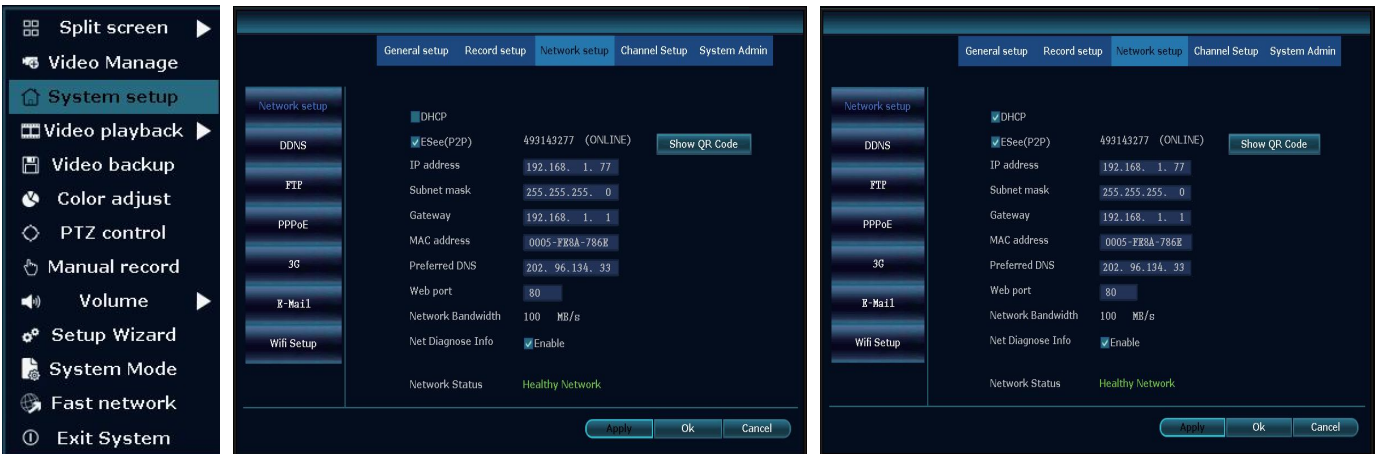 Split screen
Video Manage
System setup
Video playback
Video backup
Color adjust
PTZ control
Manual record
Volume
Setup Wizard
System Mode
Fast network
Exit System
General setup Record setup Network setup Channel Setup System Admin
Network setup
DDNS
FTP
PPPoE
3G
E-Mail
Wifi Setup
DHCP
ESee(P2P) 493143277 (ONLINE) Show QR Code
IP address 192.168. 1. 77
Subnet mask 255.255.255. 0
Gateway 192.168. 1. 1
MAC address 0005-FE8A-786E
Preferred DNS 202. 96.134. 33
Web port 80
Network Bandwidth 100 MB/s
Net Diagnose Info Enable
Network Status Healthy Network
Apply Ok Cancel
General setup Record setup Network setup Channel Setup System Admin
Network setup
DDNS
FTP
PPPoE
3G
E-Mail
Wifi Setup
DHCP
ESee(P2P) 493143277 (ONLINE) Show QR Code
IP address 192.168. 1. 77
Subnet mask 255.255.255. 0
Gateway 192.168. 1. 1
MAC address 0005-FE8A-786E
Preferred DNS 202. 96.134. 33
Web port 80
Network Bandwidth 100 MB/s
Net Diagnose Info Enable
Network Status Healthy Network
Apply Ok Cancel